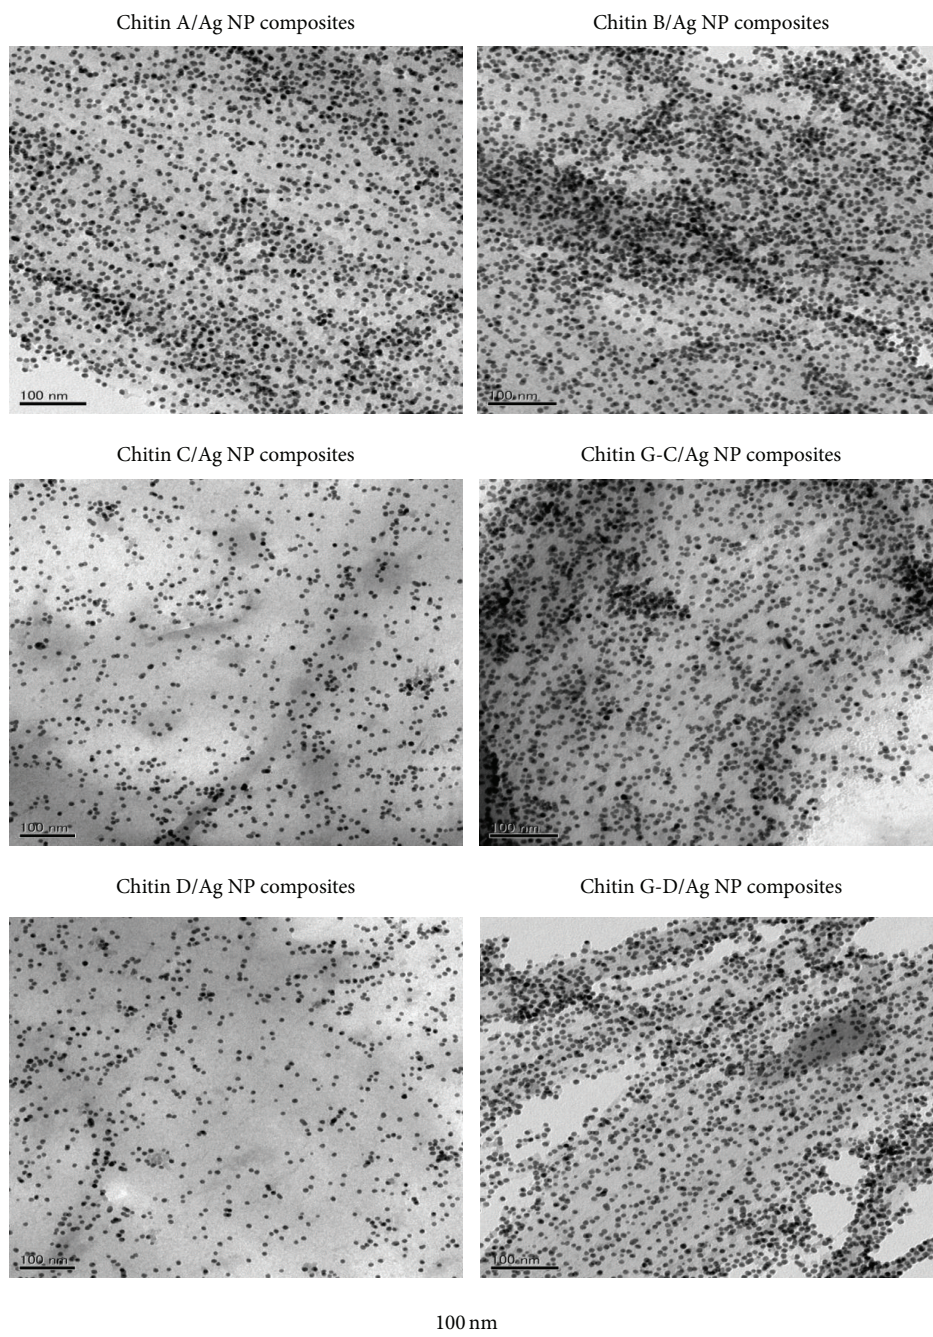 Chitin A/Ag NP composites
Chitin B/Ag NP composites
100 nm
100 nm
Chitin C/Ag NP composites
Chitin G-C/Ag NP composites
100 nm
100 nm
Chitin D/Ag NP composites
Chitin G-D/Ag NP composites
100 nm
100 nm
100 nm